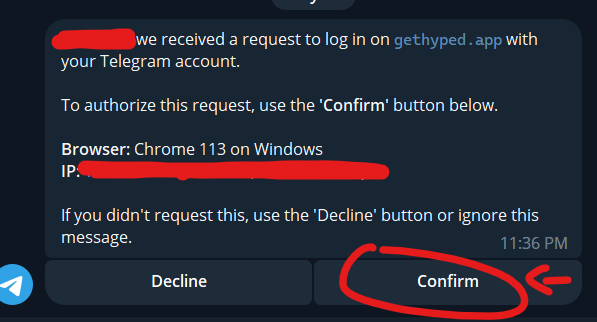 we received a request to log in on gethyped.app with
your Telegram account.
To authorize this request, use the 'Confirm' button below.
Browser: Chrome 113 on Windows
IP:
If you didn't request this, use the 'Decline' button or ignore this
message.
11:36 PM
Decline
Confirm